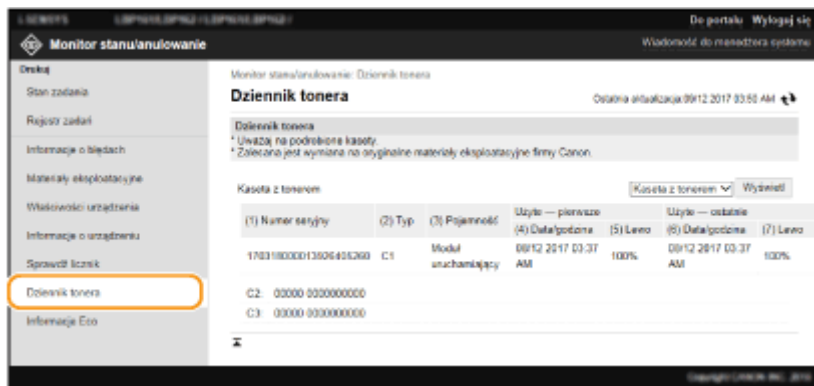 Do portalu Wyloguj się
Monitor stanu/anulowanie
Wiadomość do menedżera systemu
Drukuj
Stan zadania
Rejestr zadań
Informacje o błędach
Materiały eksploatacyjne
Właściwości urządzenia
Informacje o urządzeniu
Sprawdź licznik
Dziennik tonera
Informacje Eco
Monitor stanu/anulowanie: Dziennik tonera
Dziennik tonera
Ostatnia aktualizacja:09/12 2017 03:50 AM
Dziennik tonera
* Uważaj na podrobione kasety.
* Zalecana jest wymiana na oryginalne materiały eksploatacyjne firmy Canon.
Kaseta z tonerem
Kaseta z tonerem Wyświetl
Użyte — pierwsze Użyte — ostatnie
(1) Numer seryjny (2) Typ (3) Pojemność (4) Data/godzina (5) Lewo (6) Data/godzina (7) Lewo
C1 Moduł uruchamiający 09/12 2017 03:37 AM 100% 09/12 2017 03:37 AM 100%
C2: 00000 0000000000
C3: 00000 0000000000